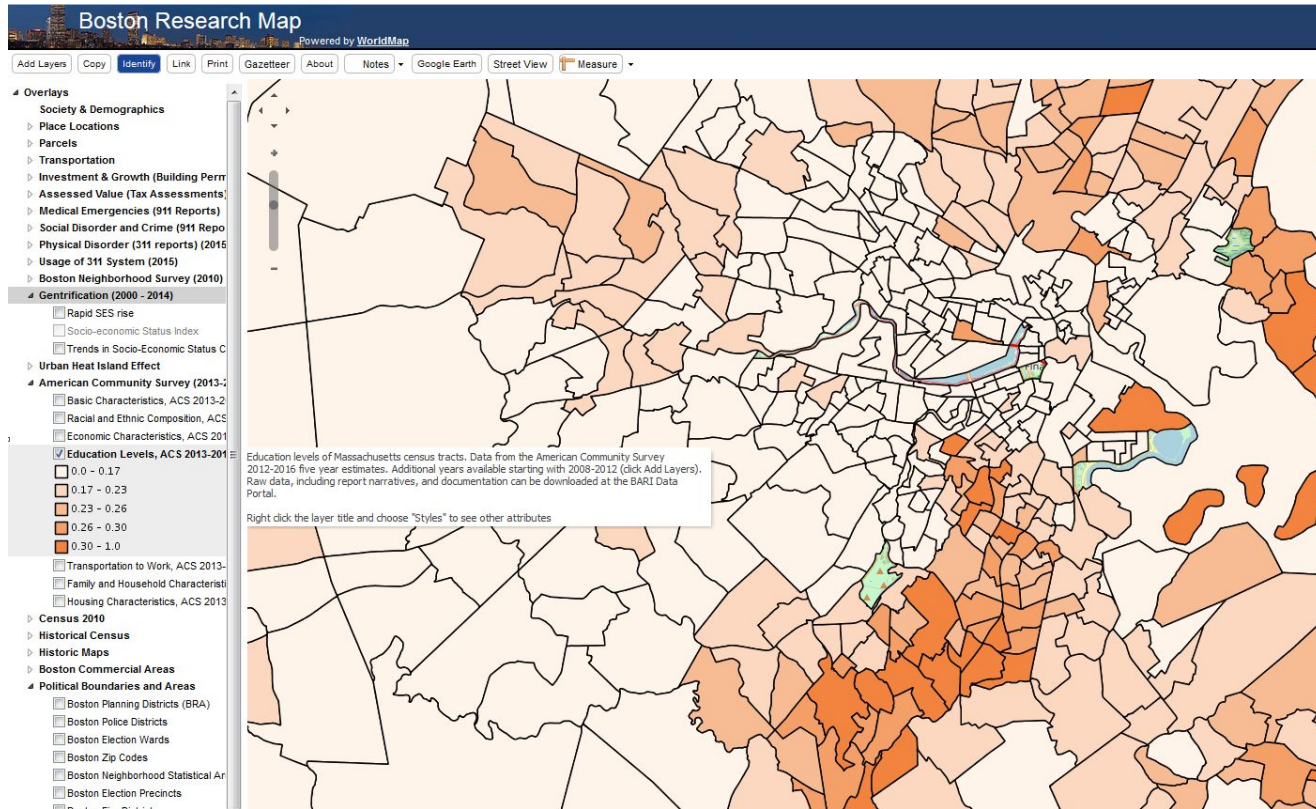 Boston Research Map
Powered by WorldMap
Add Layers Copy Identify Link Print Gazetteer About Notes Google Earth Street View Measure
Overlays
Society & Demographics
Place Locations
Parcels
Transportation
Investment & Growth (Building Perm
Assessed Value (Tax Assessments)
Medical Emergencies (911 Reports)
Social Disorder and Crime (911 Repo
Physical Disorder (311 reports) (2015
Usage of 311 System (2015)
Boston Neighborhood Survey (2010)
Gentrification (2000 - 2014)
Rapid SES rise
Socio-economic Status Index
Trends in Socio-Economic Status C
Urban Heat Island Effect
American Community Survey (2013-2
Basic Characteristics, ACS 2013-2
Racial and Ethnic Composition, ACS
Economic Characteristics, ACS 201
Education Levels, ACS 2013-201
0.0 - 0.17
0.17 - 0.23
0.23 - 0.26
0.26 - 0.30
0.30 - 1.0
Transportation to Work, ACS 2013-
Family and Household Characteristi
Housing Characteristics, ACS 2013
Census 2010
Historical Census
Historic Maps
Boston Commercial Areas
Political Boundaries and Areas
Boston Planning Districts (BRA)
Boston Police Districts
Boston Election Wards
Boston Zip Codes
Boston Neighborhood Statistical Ar
Boston Election Precincts
Education levels of Massachusetts census tracts. Data from the American Community Survey
2012-2016 five year estimates. Additional years available starting with 2008-2012 (click Add Layers).
Raw data, including report narratives, and documentation can be downloaded at the BARI Data
Portal.
Right click the layer title and choose "Styles" to see other attributes